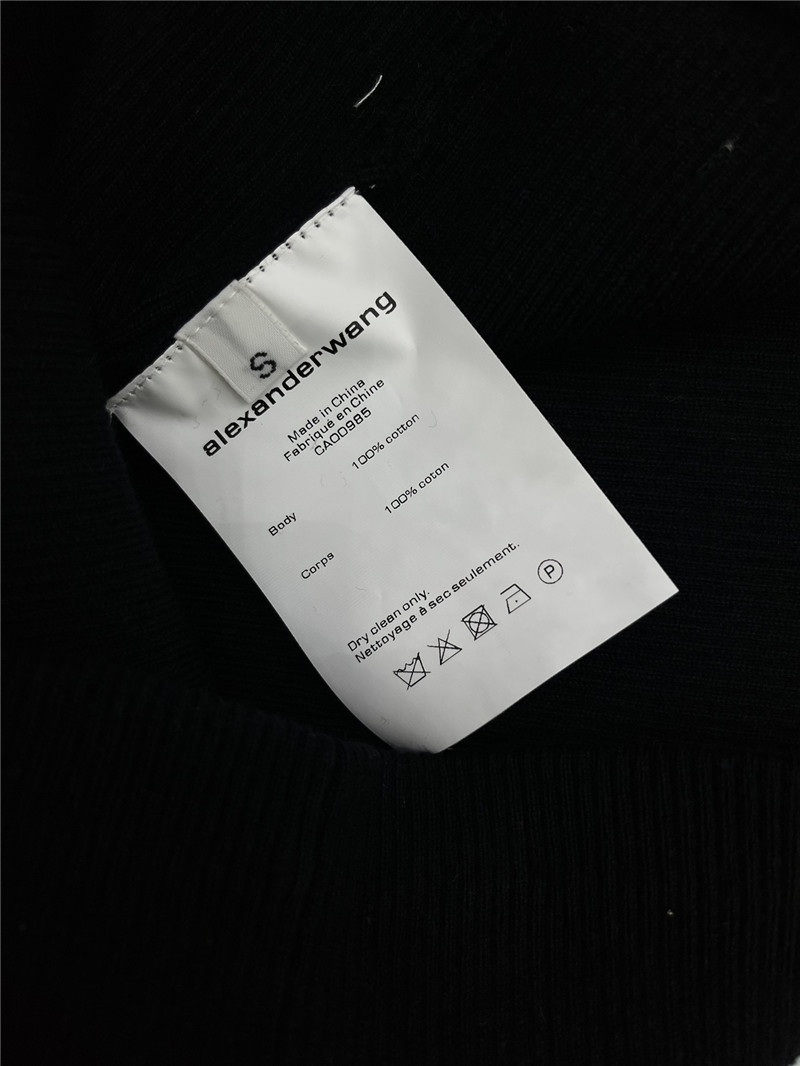 S
alexanderwang
Made in China
Fabriqué en Chine
CA00985
Body 100% cotton
Corps 100% coton
Dry clean only.
Nettoyage à sec seulement.
P